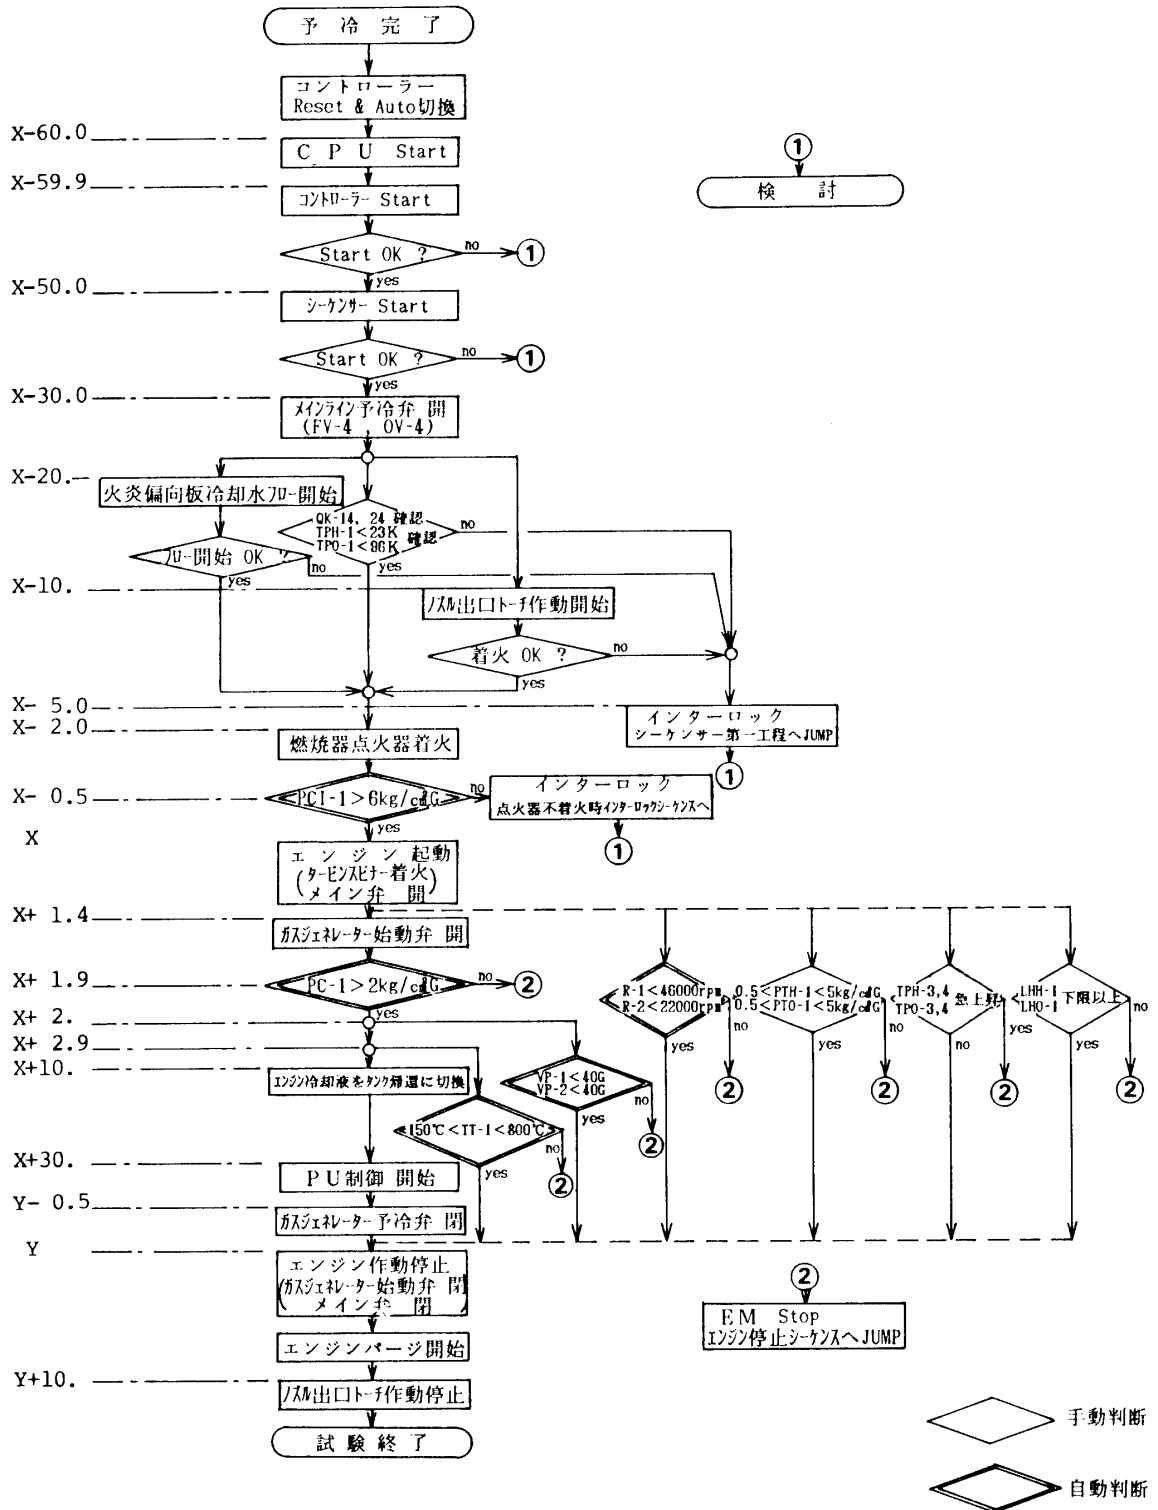 予冷完了
コントローラー
Reset & Auto切換
X-60.0
CPU Start
①
検討
X-59.9
コントローラー Start
Start OK ?
no
①
yes
X-50.0
シーケンサー Start
Start OK ?
no
①
yes
X-30.0
メインライン予冷弁 開
(FV-4 , OV-4)
X-20.
火炎偏向板冷却水フロー開始
QK-14, 24 確認
TPH-1<23K 確認
TPO-1<96K
no
yes
フロー開始 OK ?
no
yes
X-10.
ノズル出口トーチ作動開始
着火 OK ?
no
yes
X- 5.0
インターロック
シーケンサー第一工程へJUMP
①
X- 2.0
燃焼器点火器着火
X- 0.5
PCI-1>6kg/c㎡G
no
インターロック
点火器不着火時インターロックシーケンスへ
①
yes
X
エンジン起動
(タービンスピナー着火
メイン弁 開)
X+ 1.4
ガスジェネレーター始動弁 開
X+ 1.9
PC-1>2kg/c㎡G
no
②
yes
R-1<46000rpm
R-2<22000rpm
no
②
yes
0.5<PTH-1<5kg/c㎡G
0.5<PTO-1<5kg/c㎡G
no
②
yes
TPH-3,4
TPO-3,4
急上昇
yes
②
no
LHH-1
LHO-1
下限以上
no
②
yes
X+ 2.
X+ 2.9
X+10.
エンジン冷却液をタンク帰還に切換
VP-1<40G
VP-2<40G
no
②
yes
150℃<TT-1<800℃
no
②
yes
X+30.
PU制御 開始
Y- 0.5
ガスジェネレーター予冷弁 閉
Y
エンジン作動停止
(ガスジェネレーター始動弁 閉
メイン弁 閉)
②
EM Stop
エンジン停止シーケンスへJUMP
エンジンパージ開始
Y+10.
ノズル出口トーチ作動停止
試験終了
手動判断
自動判断